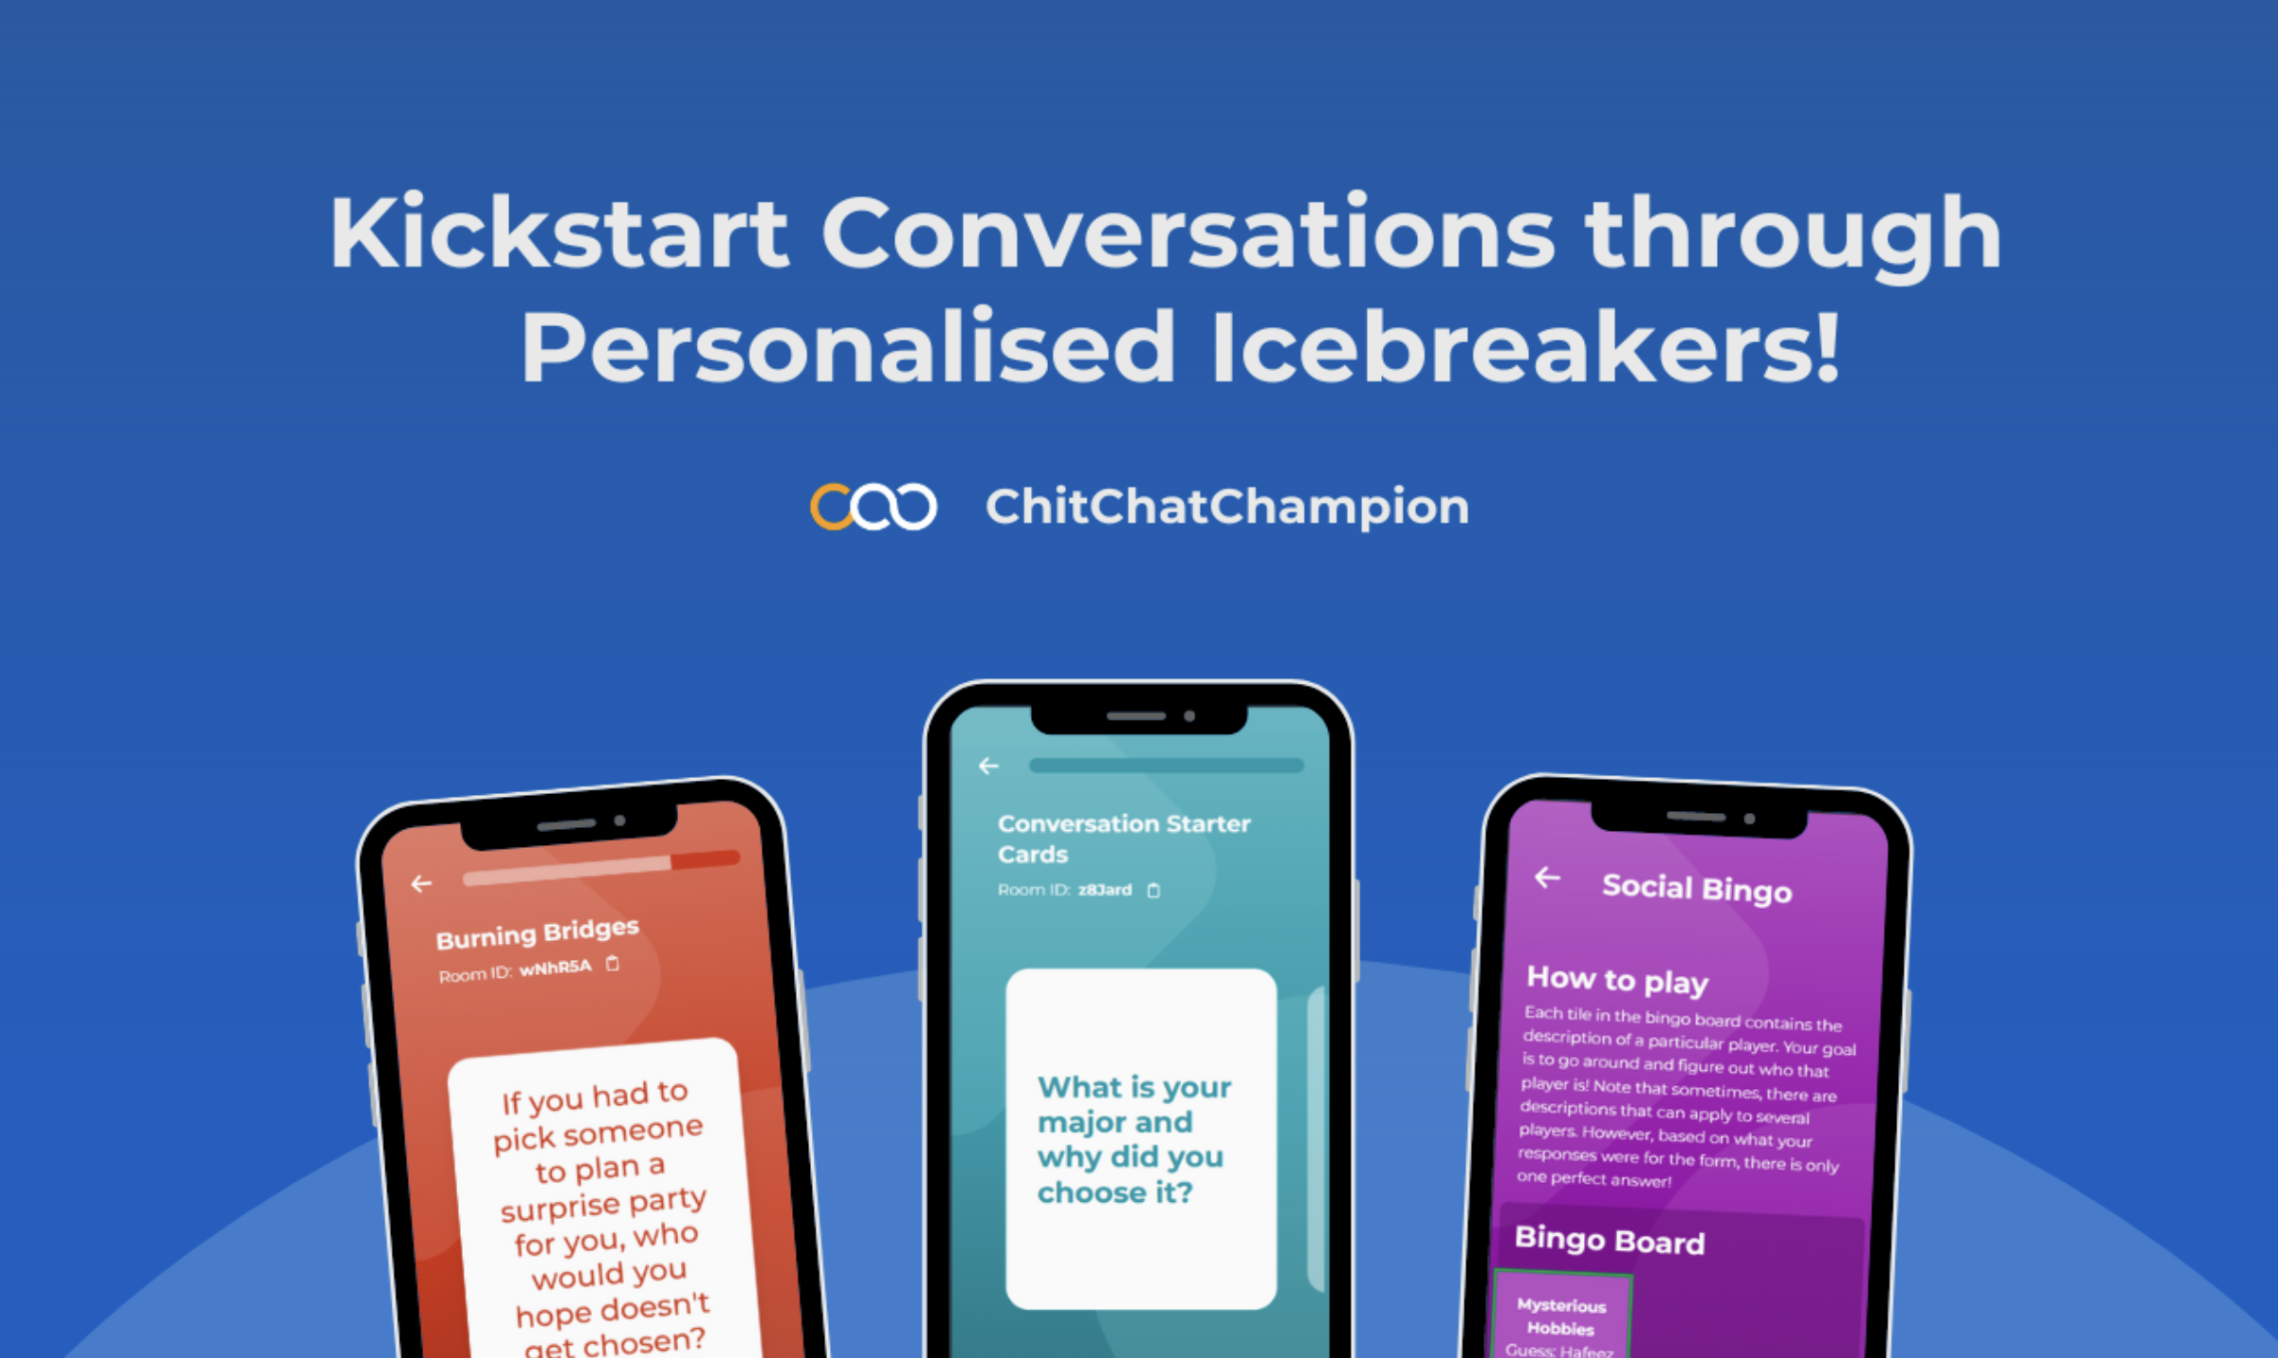 Kickstart Conversations through
Personalised Icebreakers!
ChitChatChampion
Burning Bridges
Room ID: wNhR5A
If you had to
pick someone
to plan a
surprise party
for you, who
would you
hope doesn't
get chosen?
Conversation Starter
Cards
Room ID: z8Jard
What is your
major and
why did you
choose it?
Social Bingo
How to play
Each tile in the bingo board contains the
description of a particular player. Your goal
is to go around and figure out who that
player is! Note that sometimes, there are
descriptions that can apply to several
players. However, based on what your
responses were for the form, there is only
one perfect answer!
Bingo Board
Mysterious
Hobbies
Guess: Hafeez